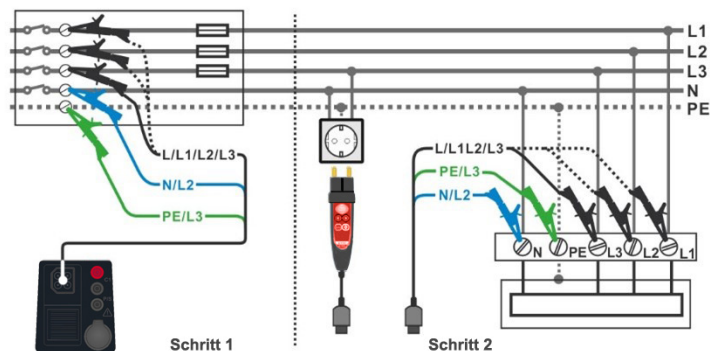 L1
L2
L3
N
PE
L/L1/L2/L3
N/L2
PE/L3
L/L1L2/L3
PE/L3
N/L2
N PE L3 L2 L1
Schritt 1
Schritt 2